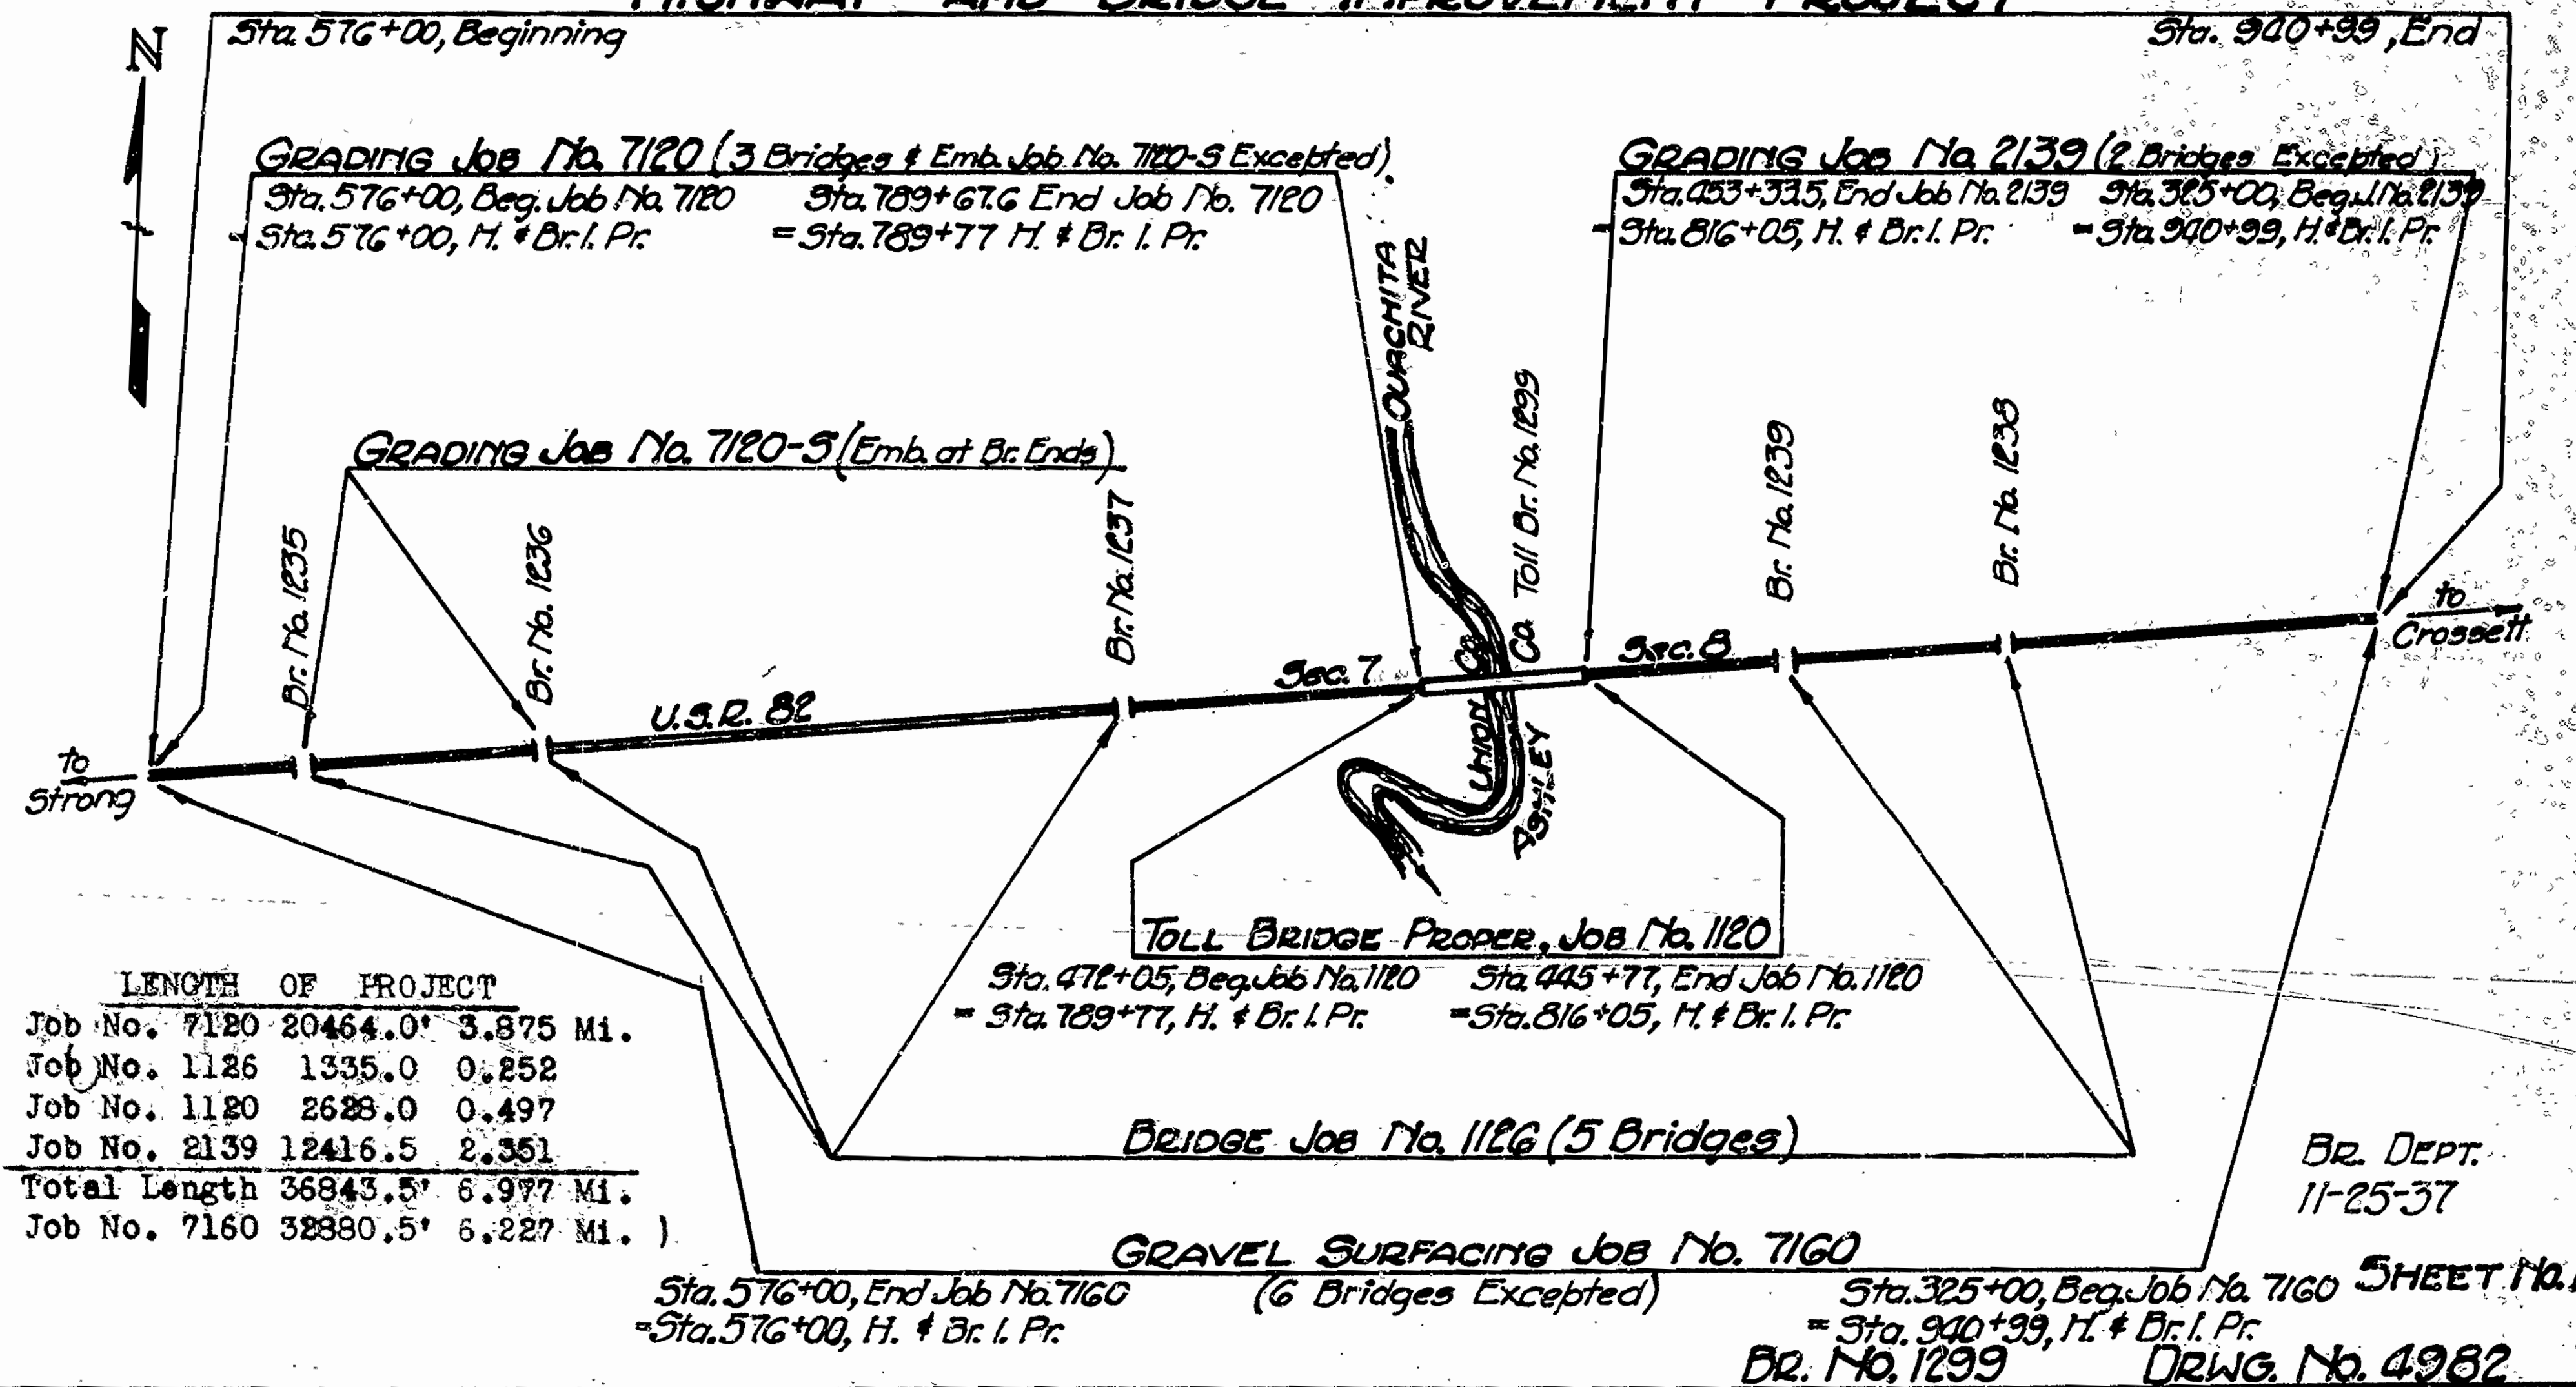 HIGHWAY AND BRIDGE IMPROVEMENT PROJECT
Sta. 576+00, Beginning
Sta. 940+99, End
N
GRADING JOB No. 7120 (3 Bridges & Emb. Job No. 7120-S Excepted)
Sta. 576+00, Beg. Job No. 7120 Sta. 789+67.6 End Job No. 7120
= Sta. 576+00, H. & Br. I. Pr. = Sta. 789+77 H. & Br. I. Pr.
GRADING JOB No. 2139 (2 Bridges Excepted)
Sta. 453+33.5, End Job No. 2139 Sta. 325+00, Beg. J. No. 2139
= Sta. 816+05, H. & Br. I. Pr. = Sta. 940+99, H. & Br. I. Pr.
OUACHITA
RIVER
GRADING JOB No. 7120-S (Emb. at Br. Ends)
Br. No. 1235
Br. No. 1236
Br. No. 1237
Toll Br. No. 1299
Br. No. 1239
Br. No. 1238
to
Strong
U.S.R. 82
Sec. 7
Sec. 8
to
Crossett
UNION Co.
ASHLEY Co.
TOLL BRIDGE PROPER, JOB No. 1120
Sta. 472+05, Beg. Job No. 1120 Sta. 445+77, End Job No. 1120
= Sta. 789+77, H. & Br. I. Pr. = Sta. 816+05, H. & Br. I. Pr.
LENGTH OF PROJECT
Job No. 7120 20464.0' 3.875 Mi.
Job No. 1126 1335.0 0.252
Job No. 1120 2628.0 0.497
Job No. 2139 12416.5 2.351
Total Length 36843.5' 6.977 Mi.
Job No. 7160 32880.5' 6.227 Mi. )
BRIDGE JOB No. 1126 (5 Bridges)
BR. DEPT.
11-25-37
GRAVEL SURFACING JOB No. 7160
(6 Bridges Excepted)
Sta. 576+00, End Job No. 7160
= Sta. 576+00, H. & Br. I. Pr.
Sta. 325+00, Beg. Job No. 7160
= Sta. 940+99, H. & Br. I. Pr.
SHEET No.
BR. No. 1299 DRWG. No. 4982